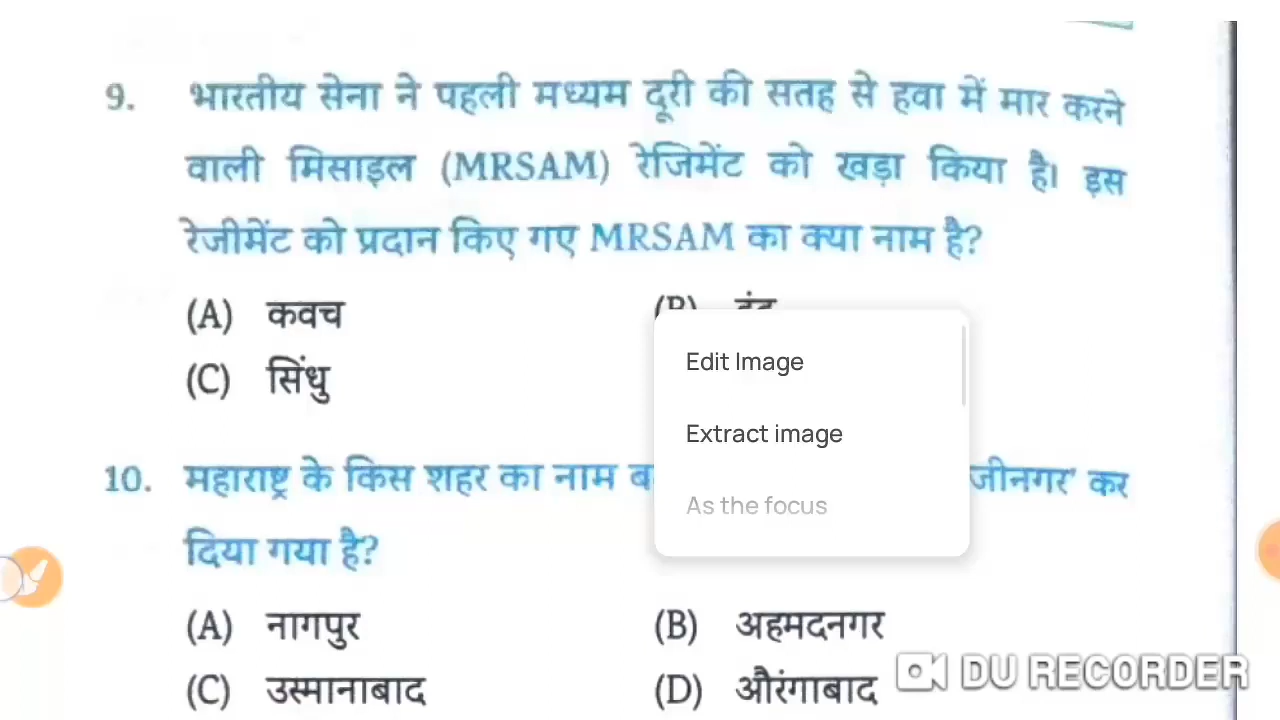 9. भारतीय सेना ने पहली मध्यम दूरी की सतह से हवा में मार करने
वाली मिसाइल (MRSAM) रेजिमेंट को खड़ा किया है। इस
रेजीमेंट को प्रदान किए गए MRSAM का क्या नाम है?
(A) कवच (B)
(C) सिंधु
Edit Image
Extract image
As the focus
10. महाराष्ट्र के किस शहर का नाम ब जीनगर' कर
दिया गया है?
(A) नागपुर (B) अहमदनगर
(C) उस्मानाबाद (D) औरंगाबाद
DU RECORDER